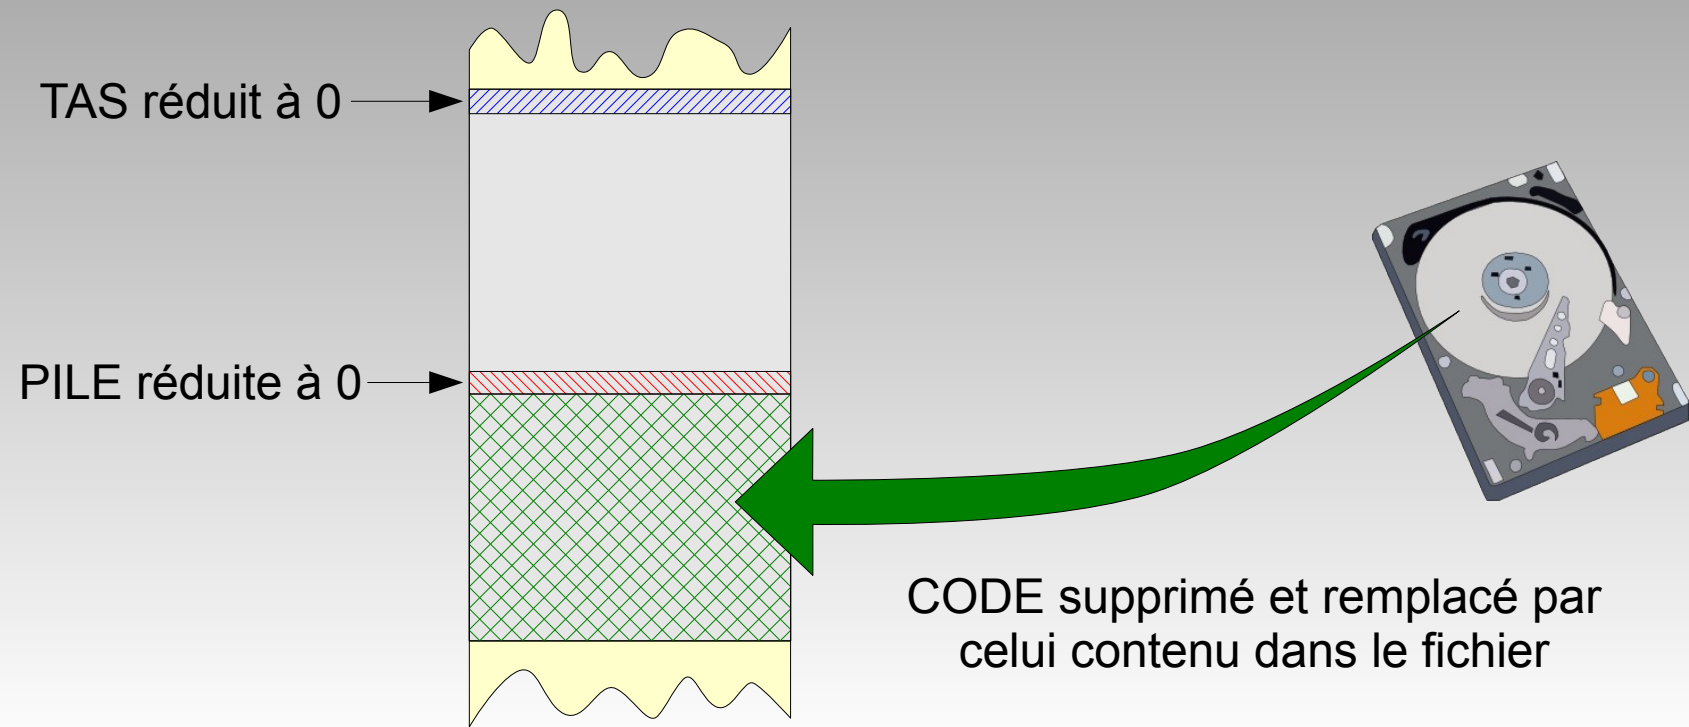 TAS réduit à 0
PILE réduite à 0
CODE supprimé et remplacé par
celui contenu dans le fichier